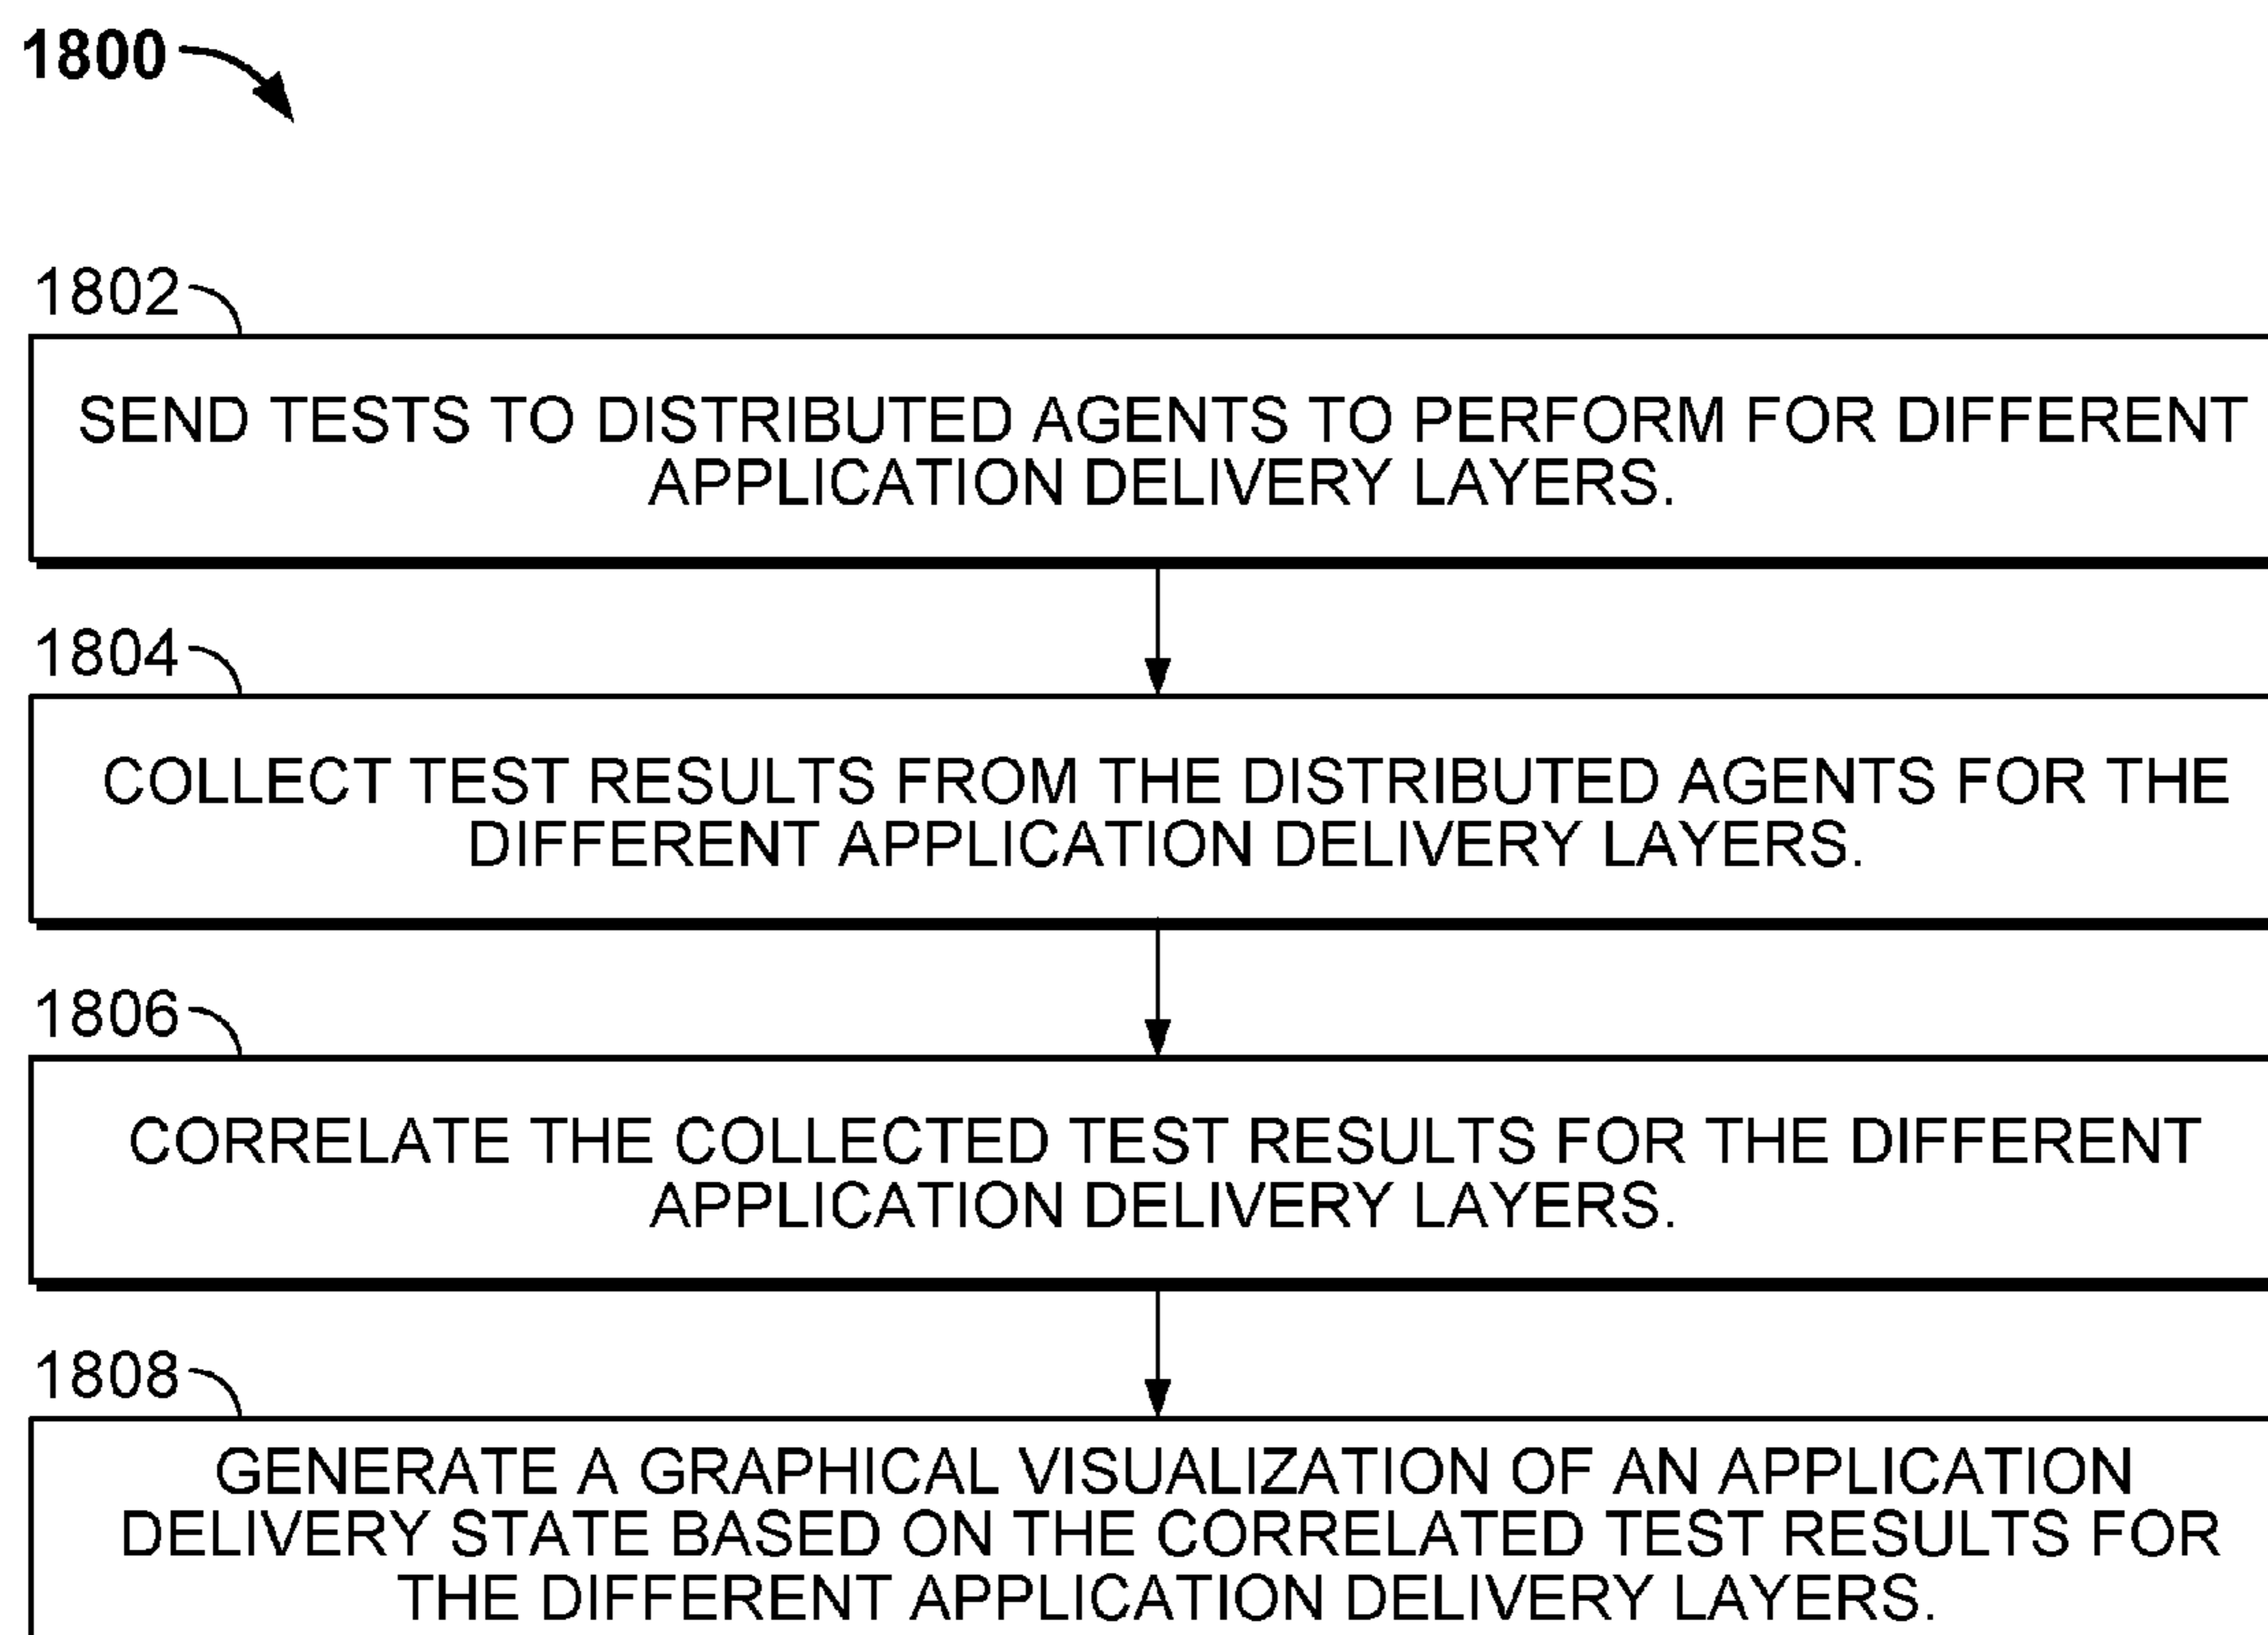 1800
1802
SEND TESTS TO DISTRIBUTED AGENTS TO PERFORM FOR DIFFERENT
APPLICATION DELIVERY LAYERS.
1804
COLLECT TEST RESULTS FROM THE DISTRIBUTED AGENTS FOR THE
DIFFERENT APPLICATION DELIVERY LAYERS.
1806
CORRELATE THE COLLECTED TEST RESULTS FOR THE DIFFERENT
APPLICATION DELIVERY LAYERS.
1808
GENERATE A GRAPHICAL VISUALIZATION OF AN APPLICATION
DELIVERY STATE BASED ON THE CORRELATED TEST RESULTS FOR
THE DIFFERENT APPLICATION DELIVERY LAYERS.